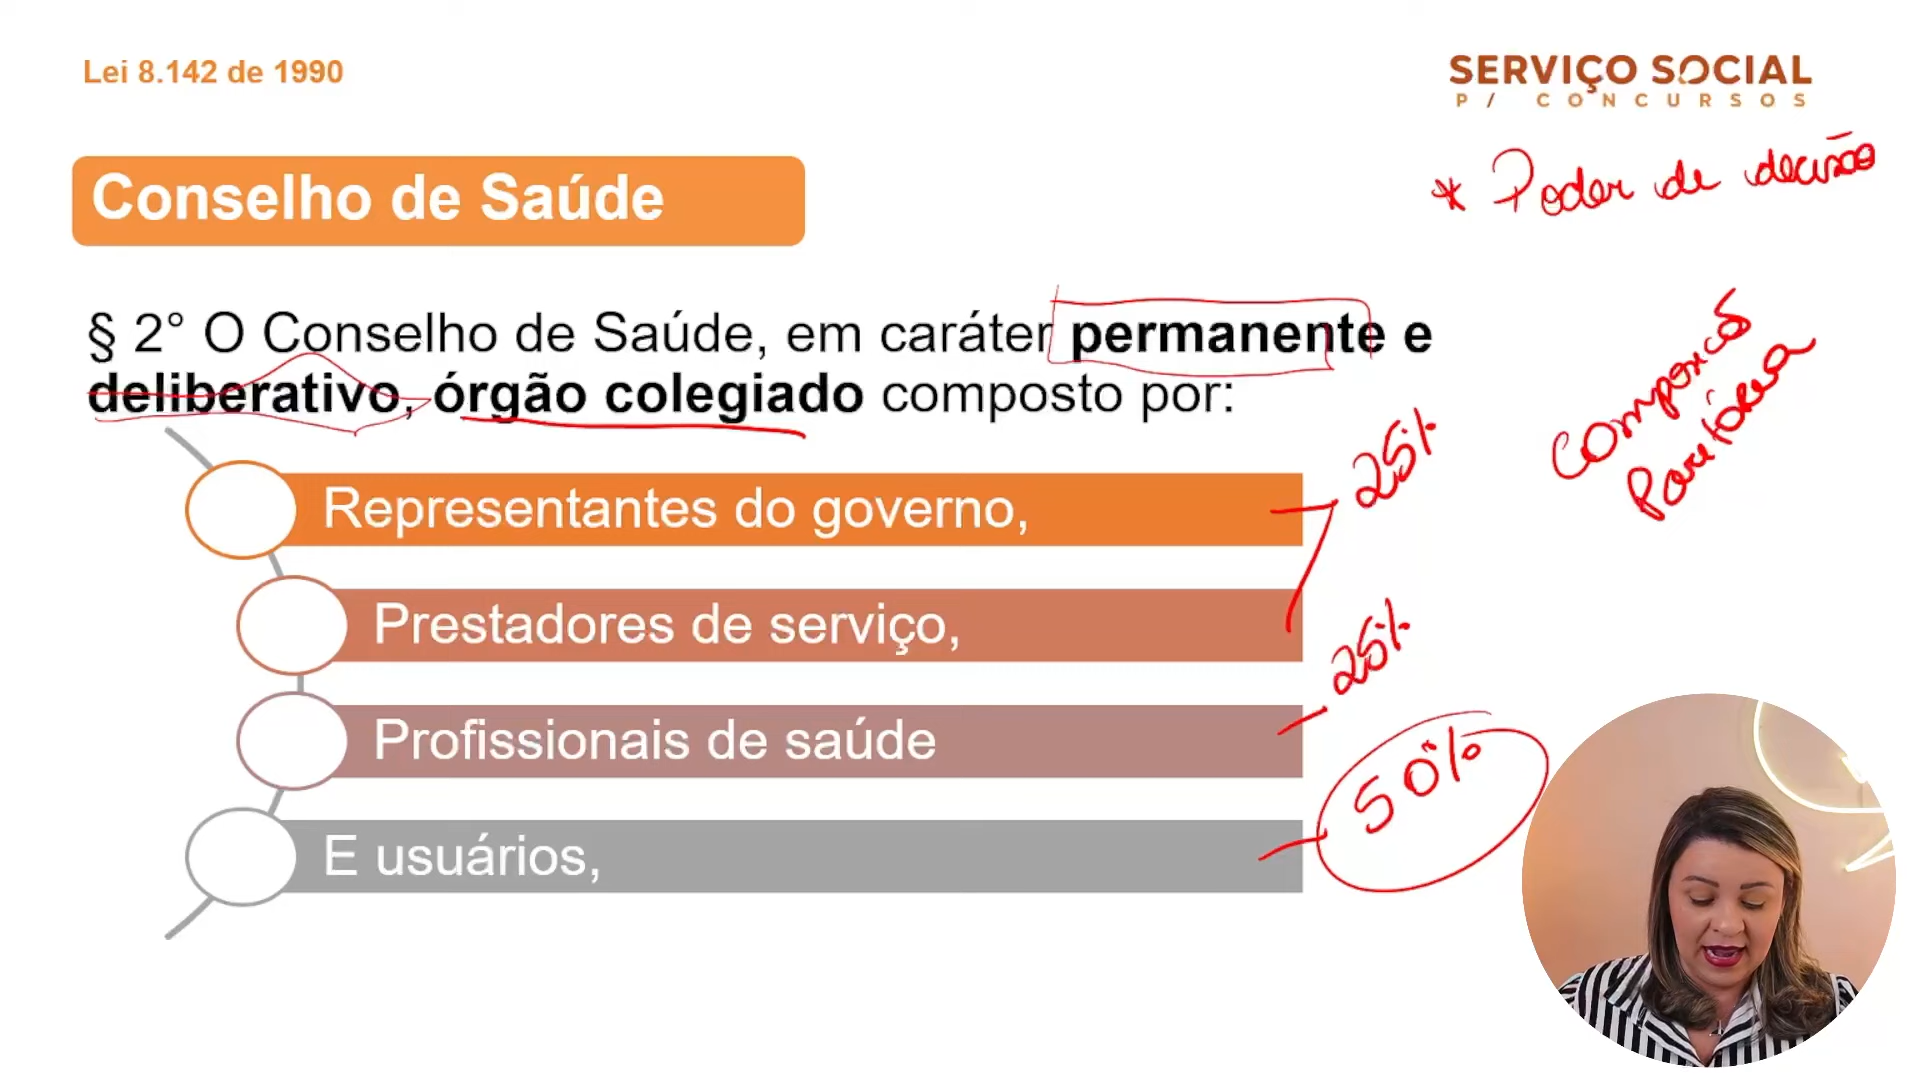 Lei 8.142 de 1990
SERVIÇO SOCIAL
P/ CONCURSOS
* Poder de decisão
Conselho de Saúde
§ 2° O Conselho de Saúde, em caráter permanente e
deliberativo, órgão colegiado composto por:
Composição
Paritária
Representantes do governo,
25%
Prestadores de serviço,
Profissionais de saúde
25%
E usuários,
50%